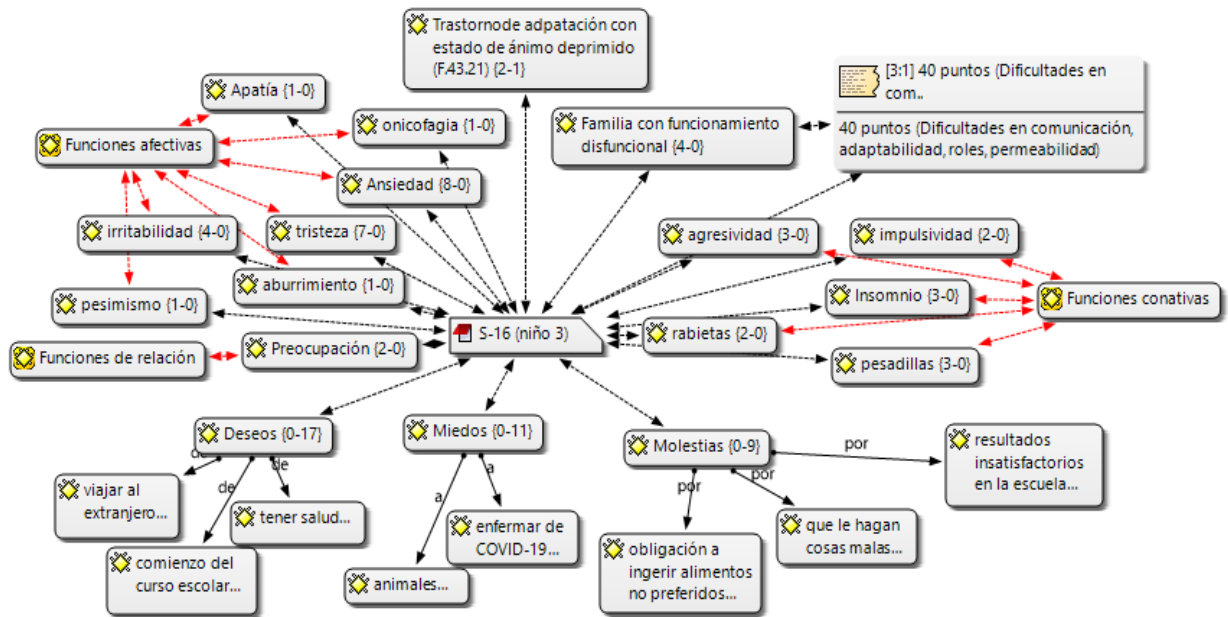 Trastornode adpatación con
estado de ánimo deprimido
(F.43.21) {2-1}
[3:1] 40 puntos (Dificultades en
com..
40 puntos (Dificultades en comunicación,
adaptabilidad, roles, permeabilidad)
Apatía {1-0}
onicofagia {1-0}
Familia con funcionamiento
disfuncional {4-0}
Funciones afectivas
Ansiedad {8-0}
irritabilidad {4-0}
tristeza {7-0}
agresividad {3-0}
impulsividad {2-0}
aburrimiento {1-0}
pesimismo {1-0}
Insomnio {3-0}
Funciones conativas
S-16 (niño 3)
rabietas {2-0}
Funciones de relación
Preocupación {2-0}
pesadillas {3-0}
Deseos {0-17}
Miedos {0-11}
Molestias {0-9}
de
de
de
a
a
por
por
por
viajar al
extranjero...
tener salud...
comienzo del
curso escolar...
enfermar de
COVID-19...
animales...
obligación a
ingerir alimentos
no preferidos...
que le hagan
cosas malas...
resultados
insatisfactorios
en la escuela...